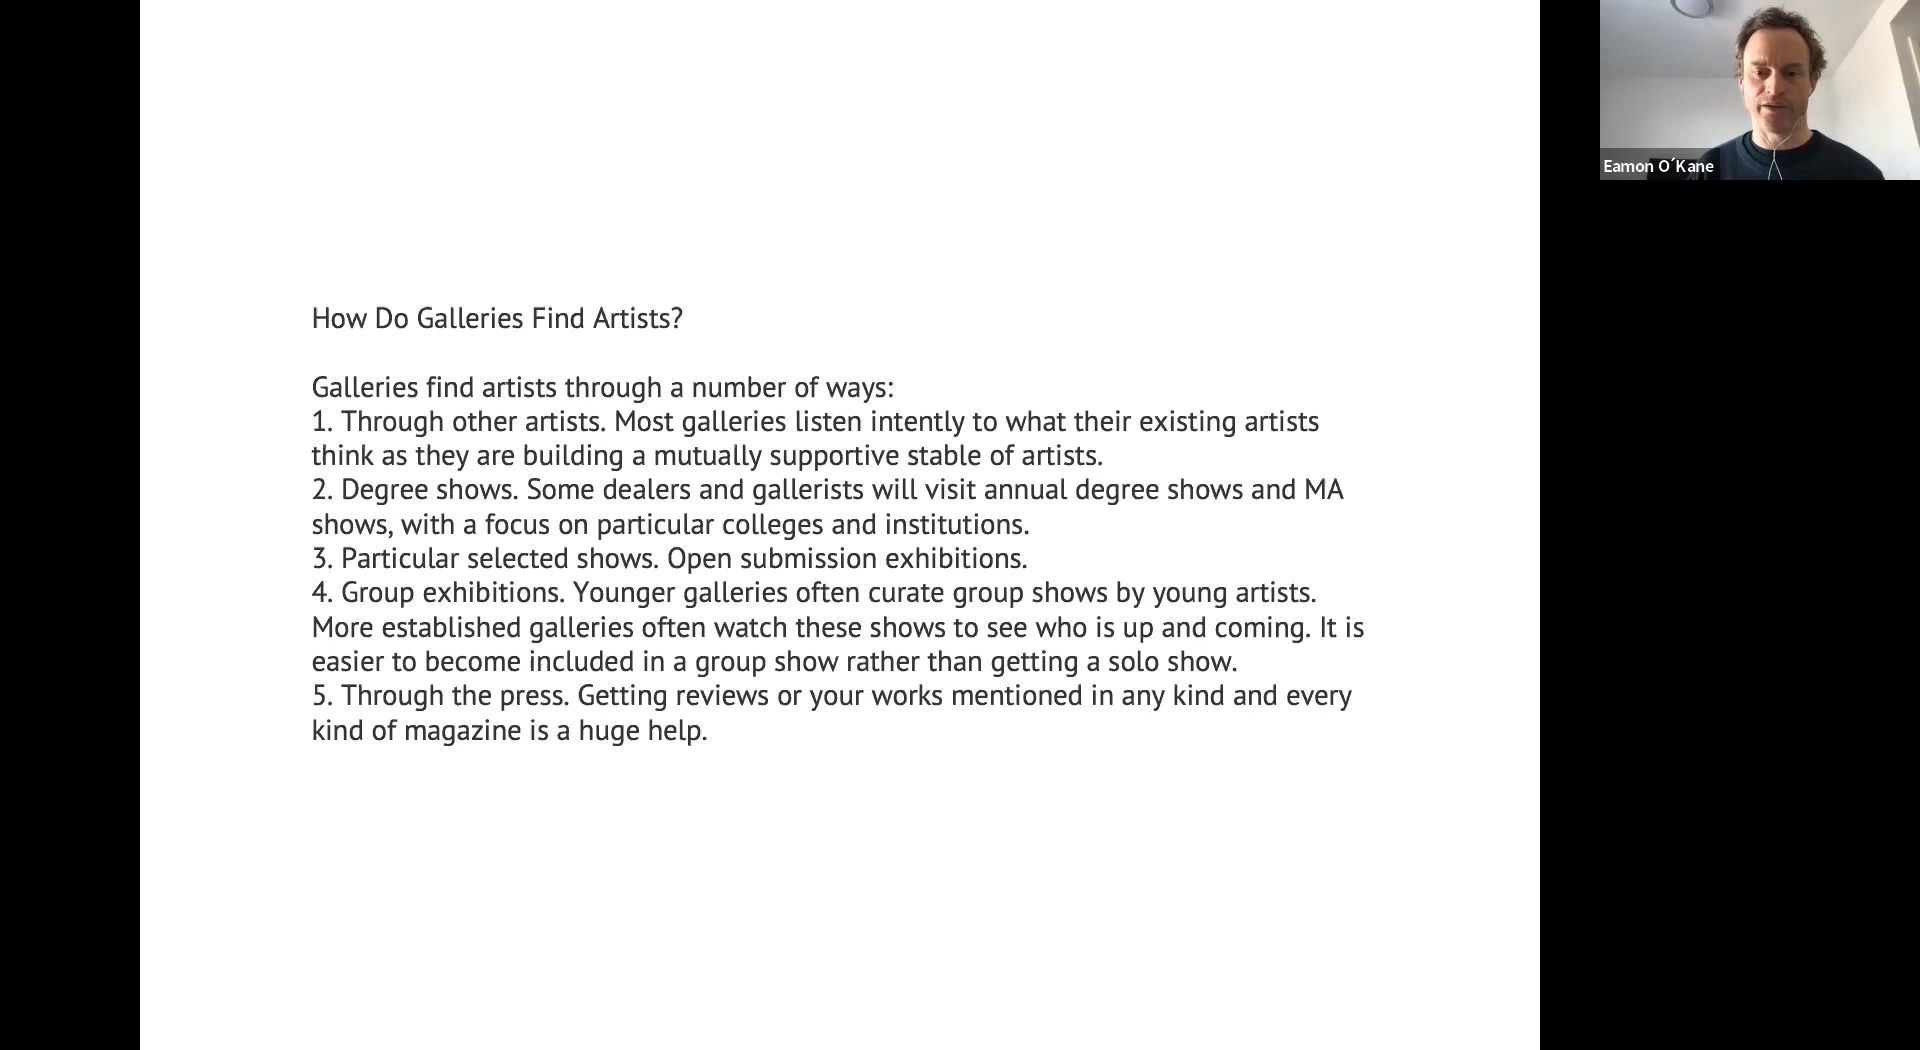 How Do Galleries Find Artists?
Galleries find artists through a number of ways:
1. Through other artists. Most galleries listen intently to what their existing artists
think as they are building a mutually supportive stable of artists.
2. Degree shows. Some dealers and gallerists will visit annual degree shows and MA
shows, with a focus on particular colleges and institutions.
3. Particular selected shows. Open submission exhibitions.
4. Group exhibitions. Younger galleries often curate group shows by young artists.
More established galleries often watch these shows to see who is up and coming. It is
easier to become included in a group show rather than getting a solo show.
5. Through the press. Getting reviews or your works mentioned in any kind and every
kind of magazine is a huge help.
Eamon O´Kane